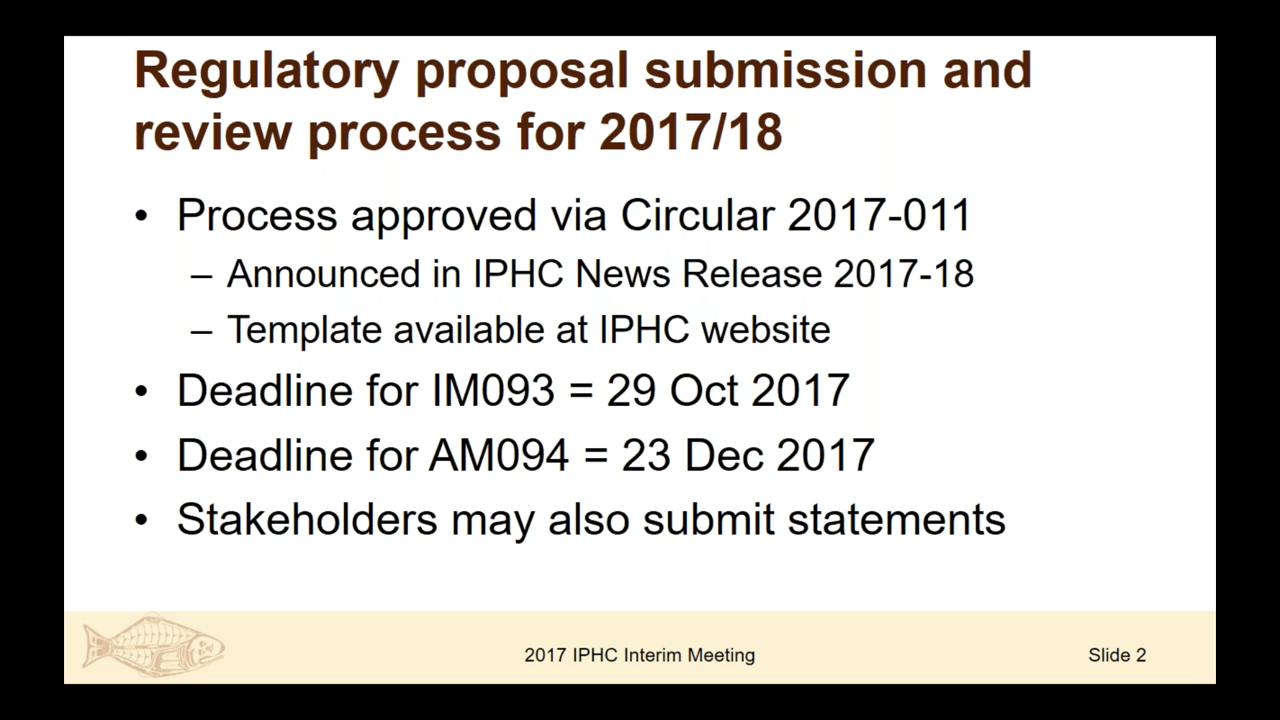 Regulatory proposal submission and
review process for 2017/18
• Process approved via Circular 2017-011
– Announced in IPHC News Release 2017-18
– Template available at IPHC website
• Deadline for IM093 = 29 Oct 2017
• Deadline for AM094 = 23 Dec 2017
• Stakeholders may also submit statements
2017 IPHC Interim Meeting
Slide 2